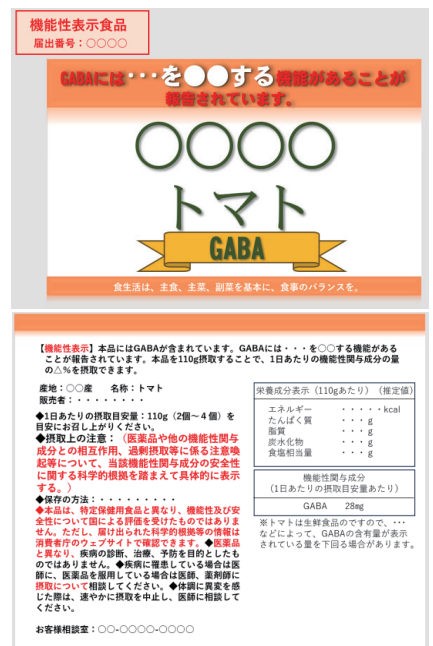 機能性表示食品
届出番号：○○○○
GABAには・・・を●●する機能があることが
報告されています。
○○○○
トマト
GABA
食生活は、主食、主菜、副菜を基本に、食事のバランスを。
【機能性表示】本品にはGABAが含まれています。GABAには・・・を○○する機能がある
ことが報告されています。本品を110g摂取することで、1日あたりの機能性関与成分の量
の△%を摂取できます。
産地：○○産　名称：トマト
販売者：・・・・・・・・
◆1日あたりの摂取目安量：110g（2個～４個）を
目安にお召し上がりください。
◆摂取上の注意：（医薬品や他の機能性関与
成分との相互作用、過剰摂取等に係る注意喚
起等について、当該機能性関与成分の安全性
に関する科学的根拠を踏まえて具体的に表示
する。）
◆保存の方法：・・・・・・・・・・
◆本品は、特定保健用食品と異なり、機能性及び安
全性について国による評価を受けたものではありま
せん。ただし、届け出られた科学的根拠等の情報は
消費者庁のウェブサイトで確認できます。◆医薬品
と異なり、疾病の診断、治療、予防を目的としたも
のではありません。◆疾病に罹患している場合は医
師に、医薬品を服用している場合は医師、薬剤師に
摂取について相談してください。◆体調に異変を感
じた際は、速やかに摂取を中止し、医師に相談して
ください。
お客様相談室：○○-○○○○-○○○○
栄養成分表示（110gあたり）（推定値）
エネルギー　・・・・・kcal
たんぱく質　・・・g
脂質　・・・g
炭水化物　・・・g
食塩相当量　・・・g
機能性関与成分
（1日あたりの摂取目安量あたり）
GABA　28mg
※トマトは生鮮食品のですので、・・・
などによって、GABAの含有量が表示
されている量を下回る場合があります。